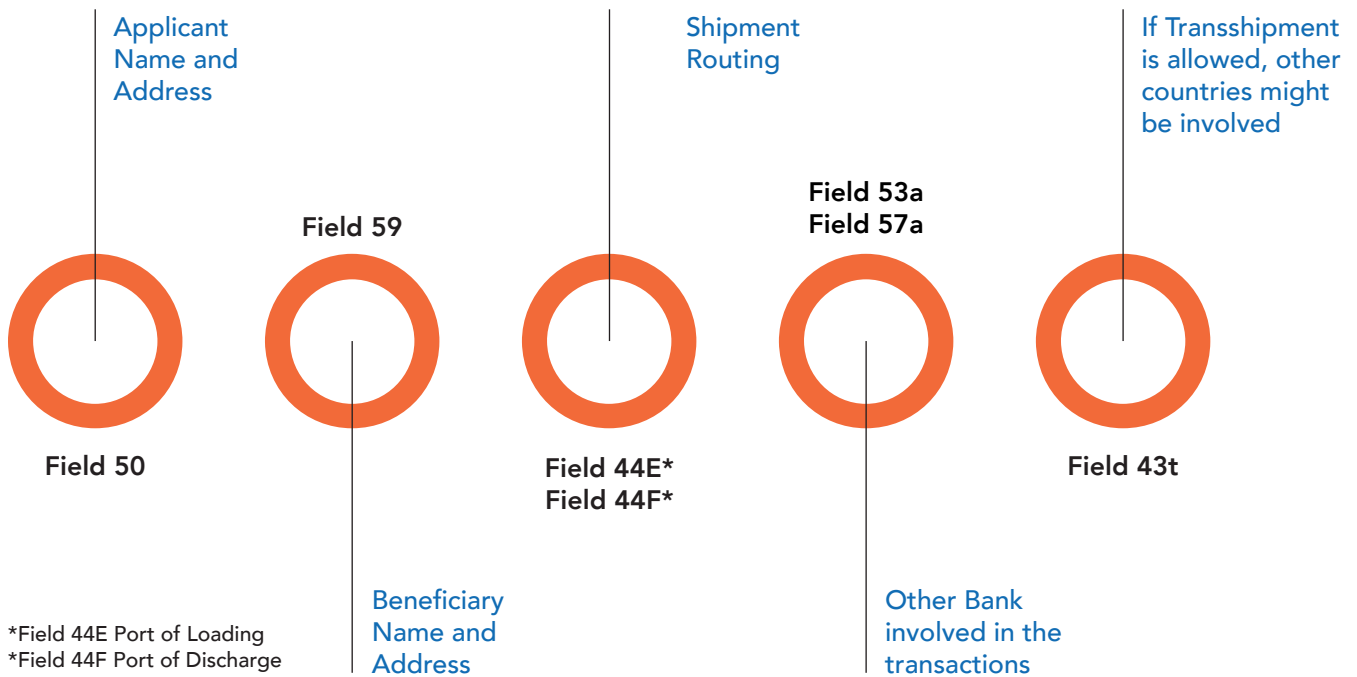 Applicant
Name and
Address
Shipment
Routing
If Transshipment
is allowed, other
countries might
be involved
Field 59
Field 53a
Field 57a
Field 50
Field 44E*
Field 44F*
Field 43t
Beneficiary
Name and
Address
Other Bank
involved in the
transactions
*Field 44E Port of Loading
*Field 44F Port of Discharge